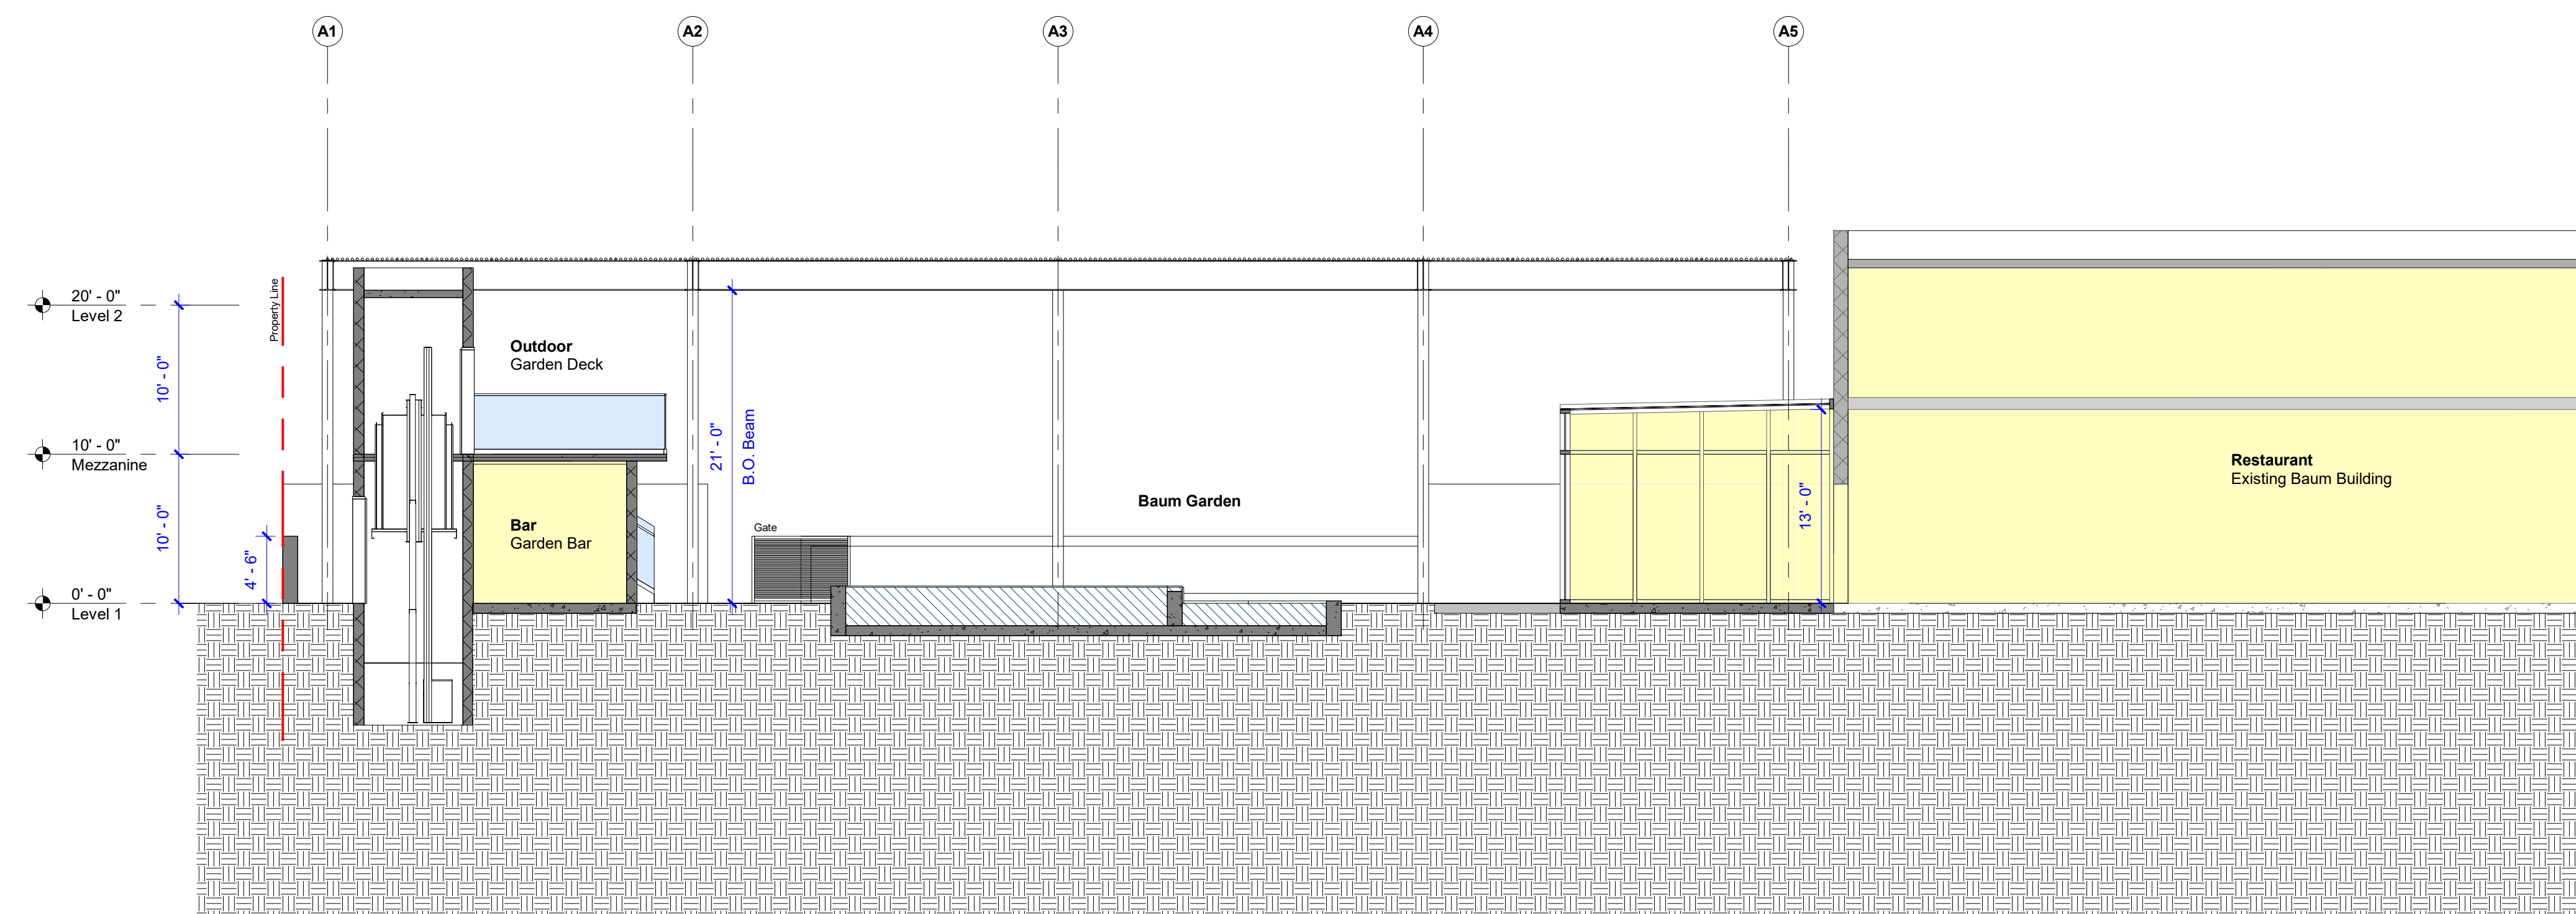 A1
A2
A3
A4
A5
20' - 0"
Level 2
Property Line
10' - 0"
Outdoor
Garden Deck
10' - 0"
Mezzanine
21' - 0"
B.O. Beam
Restaurant
Existing Baum Building
Baum Garden
13' - 0"
10' - 0"
Bar
Garden Bar
Gate
4' - 6"
0' - 0"
Level 1